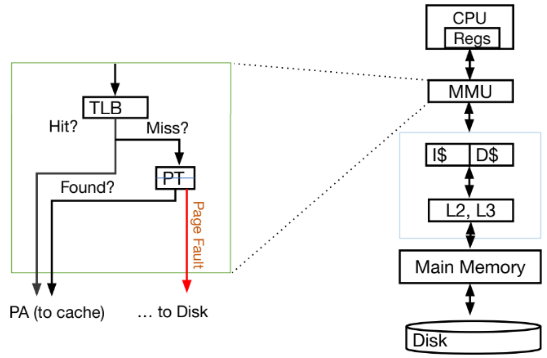 CPU
Regs
MMU
TLB
Hit?
Miss?
PT
Found?
Page Fault
PA (to cache)
... to Disk
I$ D$
L2, L3
Main Memory
Disk